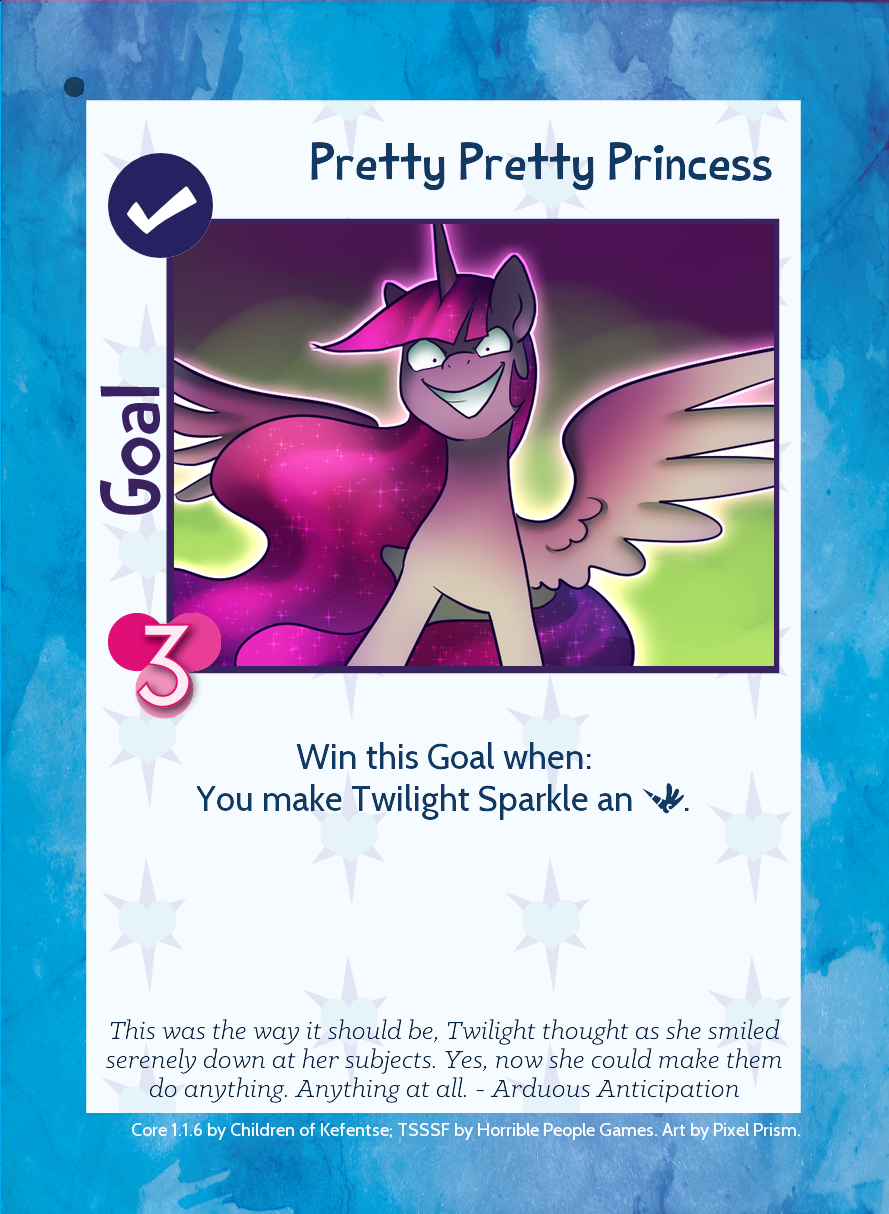 Pretty Pretty Princess
Goal
3
Win this Goal when:
You make Twilight Sparkle an .
This was the way it should be, Twilight thought as she smiled
serenely down at her subjects. Yes, now she could make them
do anything. Anything at all. - Arduous Anticipation
Core 1.1.6 by Children of Kefentse; TSSSF by Horrible People Games. Art by Pixel Prism.